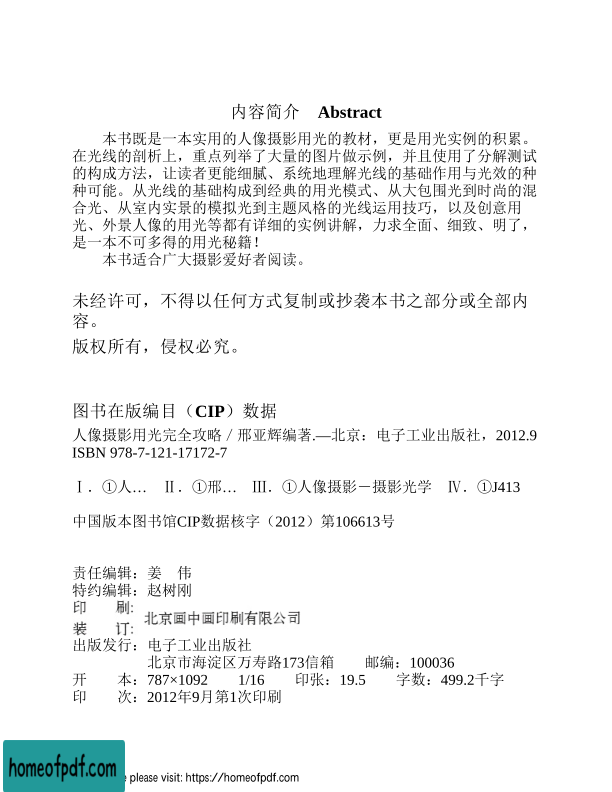 内容简介　Abstract
本书既是一本实用的人像摄影用光的教材，更是用光实例的积累。
在光线的剖析上，重点列举了大量的图片做示例，并且使用了分解测试
的构成方法，让读者更能细腻、系统地理解光线的基础作用与光效的种
种可能。从光线的基础构成到经典的用光模式、从大包围光到时尚的混
合光、从室内实景的模拟光到主题风格的光线运用技巧，以及创意用
光、外景人像的用光等都有详细的实例讲解，力求全面、细致、明了，
是一本不可多得的用光秘籍！
本书适合广大摄影爱好者阅读。
未经许可，不得以任何方式复制或抄袭本书之部分或全部内
容。
版权所有，侵权必究。
图书在版编目（CIP）数据
人像摄影用光完全攻略／邢亚辉编著.—北京：电子工业出版社，2012.9
ISBN 978-7-121-17172-7
Ⅰ．①人…　Ⅱ．①邢…　Ⅲ．①人像摄影－摄影光学　Ⅳ．①J413
中国版本图书馆CIP数据核字（2012）第106613号
责任编辑：姜　伟
特约编辑：赵树刚
印　　刷:
北京画中画印刷有限公司
装　　订:
出版发行：电子工业出版社
北京市海淀区万寿路173信箱　　邮编：100036
开　　本：787×1092　　1/16　　印张：19.5　　字数：499.2千字
印　　次：2012年9月第1次印刷
homeofpdf.com
please visit: https://homeofpdf.com